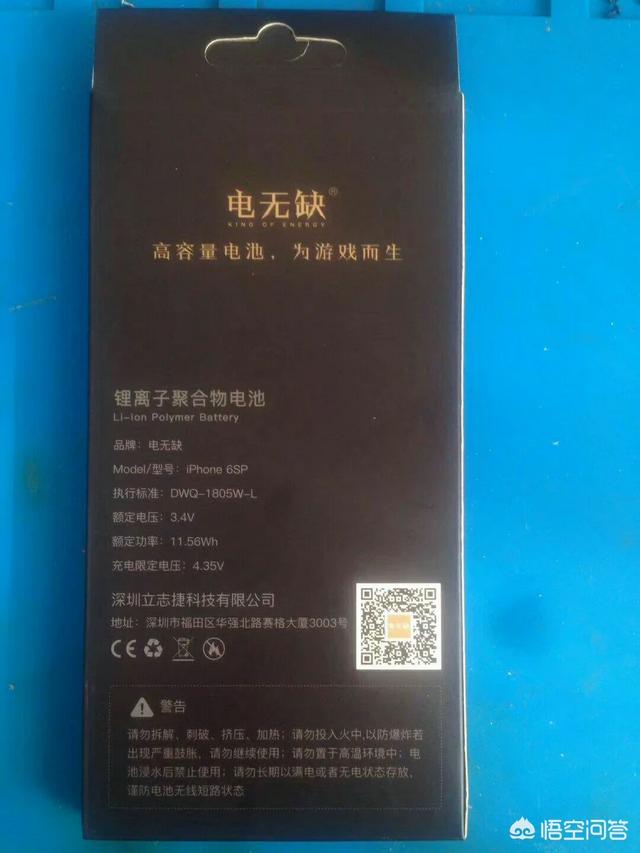 电无缺®
KING OF ENERGY
高容量电池，为游戏而生
锂离子聚合物电池
Li-ion Polymer Battery
品牌：电无缺
Model/型号：iPhone 6SP
执行标准：DWQ-1805W-L
额定电压：3.4V
额定功率：11.56Wh
充电限定电压：4.35V
深圳立志捷科技有限公司
地址：深圳市福田区华强北路赛格大厦3003号
CE
电无缺
警告
请勿拆解、刺破、挤压、加热；请勿投入火中,以防爆炸若
出现严重鼓胀，请勿继续使用；请勿置于高温环境中；电
池浸水后禁止使用；请勿长期以满电或者无电状态存放，
谨防电池无线短路状态
悟空问答